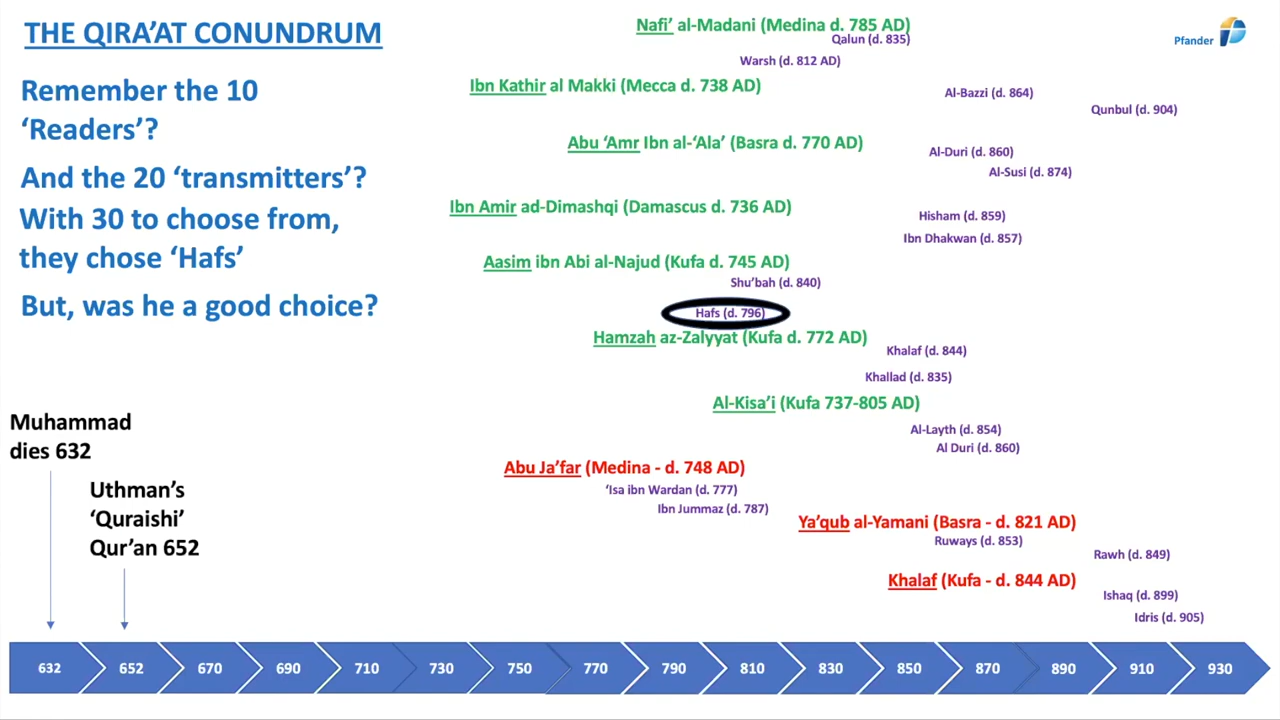 THE QIRA’AT CONUNDRUM
Remember the 10
‘Readers’?
And the 20 ‘transmitters’?
With 30 to choose from,
they chose ‘Hafs’
But, was he a good choice?
Muhammad
dies 632
Uthman’s
‘Quraishi’
Qur’an 652
Nafi’ al-Madani (Medina d. 785 AD)
Qalun (d. 835)
Warsh (d. 812 AD)
Ibn Kathir al Makki (Mecca d. 738 AD)
Al-Bazzi (d. 864)
Qunbul (d. 904)
Abu ‘Amr Ibn al-‘Ala’ (Basra d. 770 AD)
Al-Duri (d. 860)
Al-Susi (d. 874)
Ibn Amir ad-Dimashqi (Damascus d. 736 AD)
Hisham (d. 859)
Ibn Dhakwan (d. 857)
Aasim ibn Abi al-Najud (Kufa d. 745 AD)
Shu’bah (d. 840)
Hafs (d. 796)
Hamzah az-Zalyyat (Kufa d. 772 AD)
Khalaf (d. 844)
Khallad (d. 835)
Al-Kisa’i (Kufa 737-805 AD)
Al-Layth (d. 854)
Al Duri (d. 860)
Abu Ja’far (Medina - d. 748 AD)
‘Isa ibn Wardan (d. 777)
Ibn Jummaz (d. 787)
Ya’qub al-Yamani (Basra - d. 821 AD)
Ruways (d. 853)
Rawh (d. 849)
Khalaf (Kufa - d. 844 AD)
Ishaq (d. 899)
Idris (d. 905)
Pfander
632 652 670 690 710 730 750 770 790 810 830 850 870 890 910 930